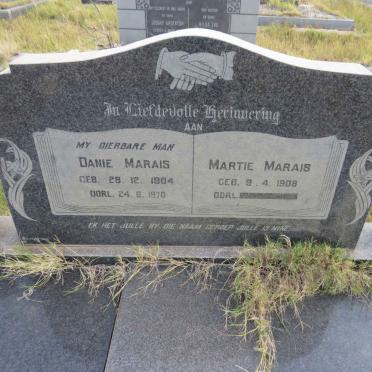 In Liefdevolle Herinnering
AAN
MY DIERBARE MAN
DANIE MARAIS
GEB. 29. 12. 1904
OORL. 24. 6. 1970
MARTIE MARAIS
GEB. 9. 4. 1908
OORL.
EK HET JULLE BY DIE NAAM GEROEP JULLE IS MYNE